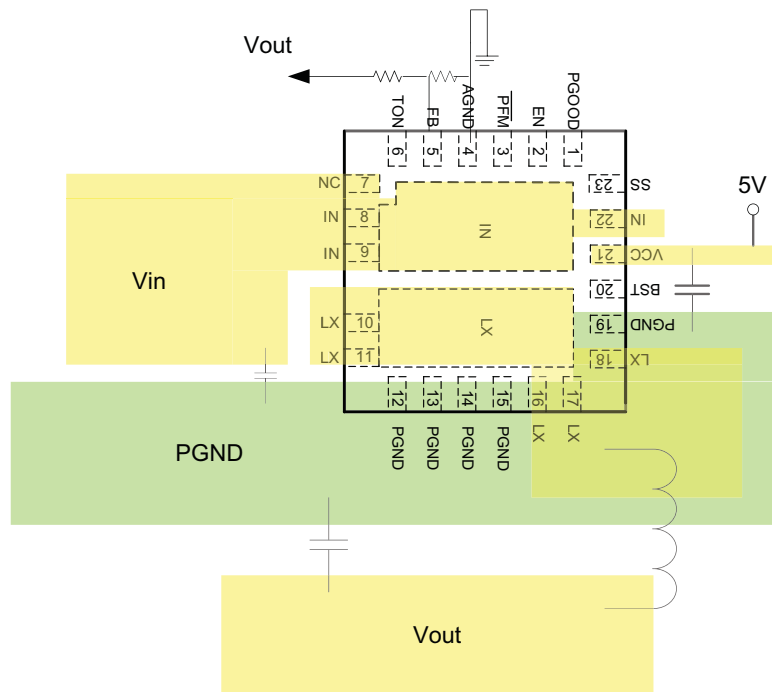 Vout
TON
FB
AGND
PFM
EN
PGOOD
6
5
4
3
2
1
NC 7
IN 8
IN 9
LX 10
LX 11
IN
LX
23 SS
22 IN
21 VCC
20 BST
19 PGND
18 LX
5V
Vin
12
13
14
15
16
17
PGND
PGND
PGND
PGND
LX
LX
PGND
Vout